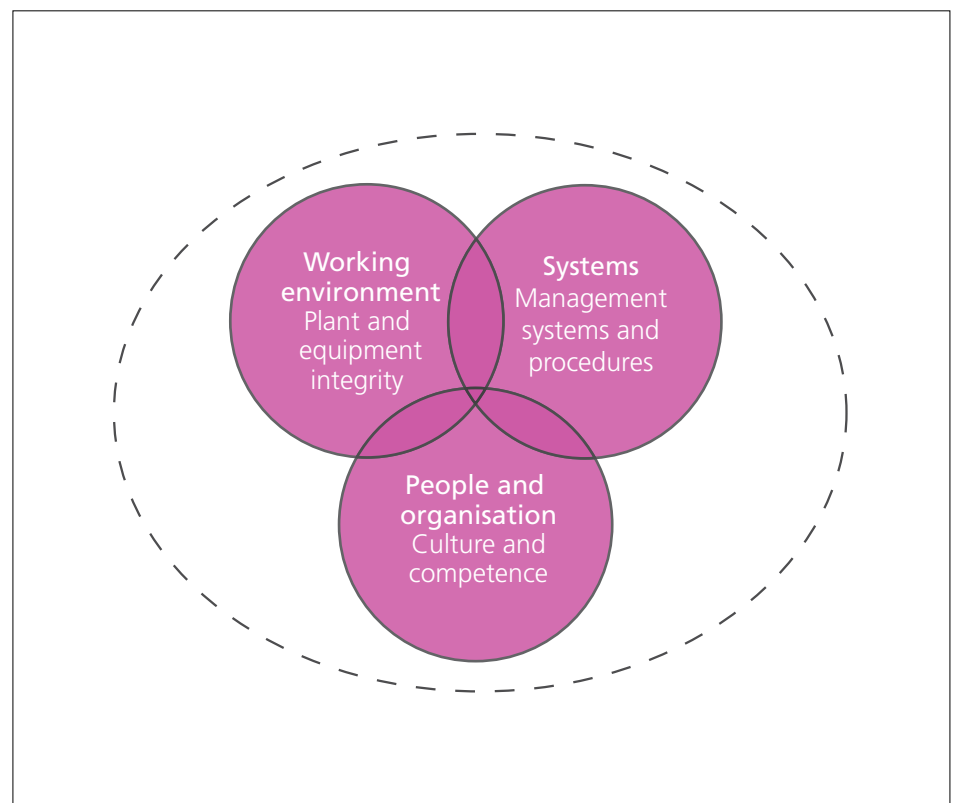 Working
environment
Plant and
equipment
integrity
Systems
Management
systems and
procedures
People and
organisation
Culture and
competence